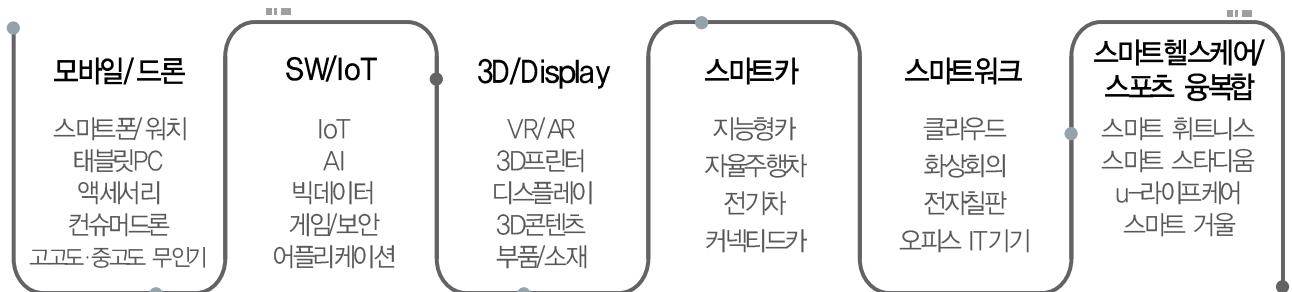 모바일/드론
스마트폰/워치
태블릿PC
액세서리
컨슈머드론
고고도·중고도 무인기
SW/IoT
IoT
AI
빅데이터
게임/보안
어플리케이션
3D/Display
VR/AR
3D프린터
디스플레이
3D콘텐츠
부품/소재
스마트카
지능형카
자율주행차
전기차
커넥티드카
스마트워크
클라우드
화상회의
전자칠판
오피스 IT기기
스마트헬스케어/
스포츠 융복합
스마트 휘트니스
스마트 스타디움
u-라이프케어
스마트 거울